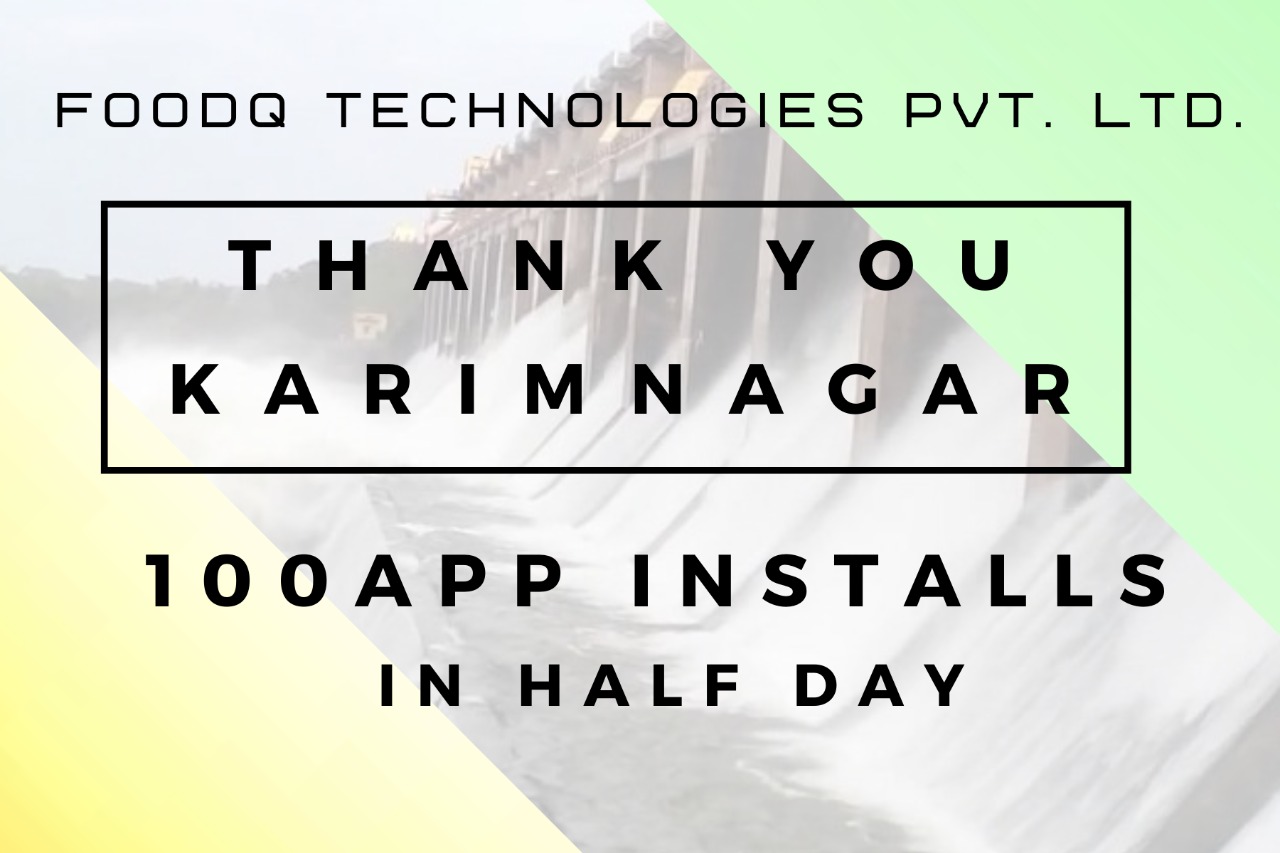 FOODQ TECHNOLOGIES PVT. LTD.
THANK YOU
KARIMNAGAR
100APP INSTALLS
IN HALF DAY